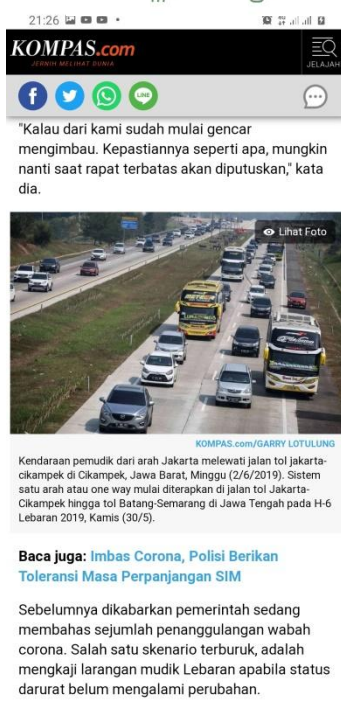 21:26
KOMPAS.com
JERNIH MELIHAT DUNIA
JELAJAH
LINE
"Kalau dari kami sudah mulai gencar
mengimbau. Kepastiannya seperti apa, mungkin
nanti saat rapat terbatas akan diputuskan," kata
dia.
Lihat Foto
KOMPAS.com/GARRY LOTULUNG
Kendaraan pemudik dari arah Jakarta melewati jalan tol jakarta-
cikampek di Cikampek, Jawa Barat, Minggu (2/6/2019). Sistem
satu arah atau one way mulai diterapkan di jalan tol Jakarta-
Cikampek hingga tol Batang-Semarang di Jawa Tengah pada H-6
Lebaran 2019, Kamis (30/5).
Baca juga: Imbas Corona, Polisi Berikan
Toleransi Masa Perpanjangan SIM
Sebelumnya dikabarkan pemerintah sedang
membahas sejumlah penanggulangan wabah
corona. Salah satu skenario terburuk, adalah
mengkaji larangan mudik Lebaran apabila status
darurat belum mengalami perubahan.